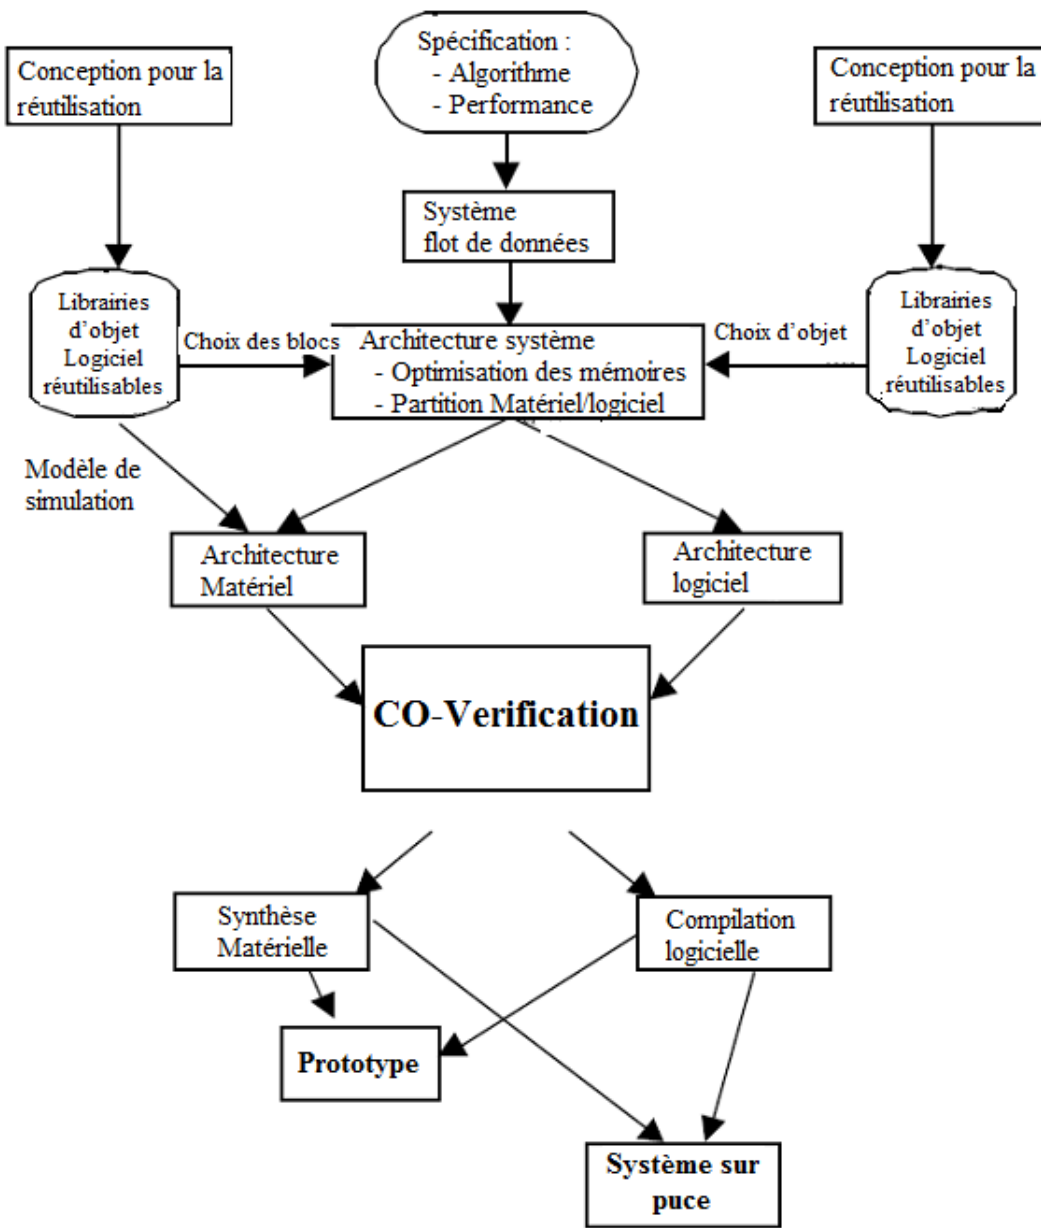 Spécification :
- Algorithme
- Performance
Conception pour la
réutilisation
Conception pour la
réutilisation
Système
flot de données
Librairies
d'objet
Logiciel
réutilisables
Choix des blocs
Architecture système
- Optimisation des mémoires
- Partition Matériel/logiciel
Choix d'objet
Librairies
d'objet
Logiciel
réutilisables
Modèle de
simulation
Architecture
Matériel
Architecture
logiciel
CO-Verification
Synthèse
Matérielle
Compilation
logicielle
Prototype
Système sur
puce